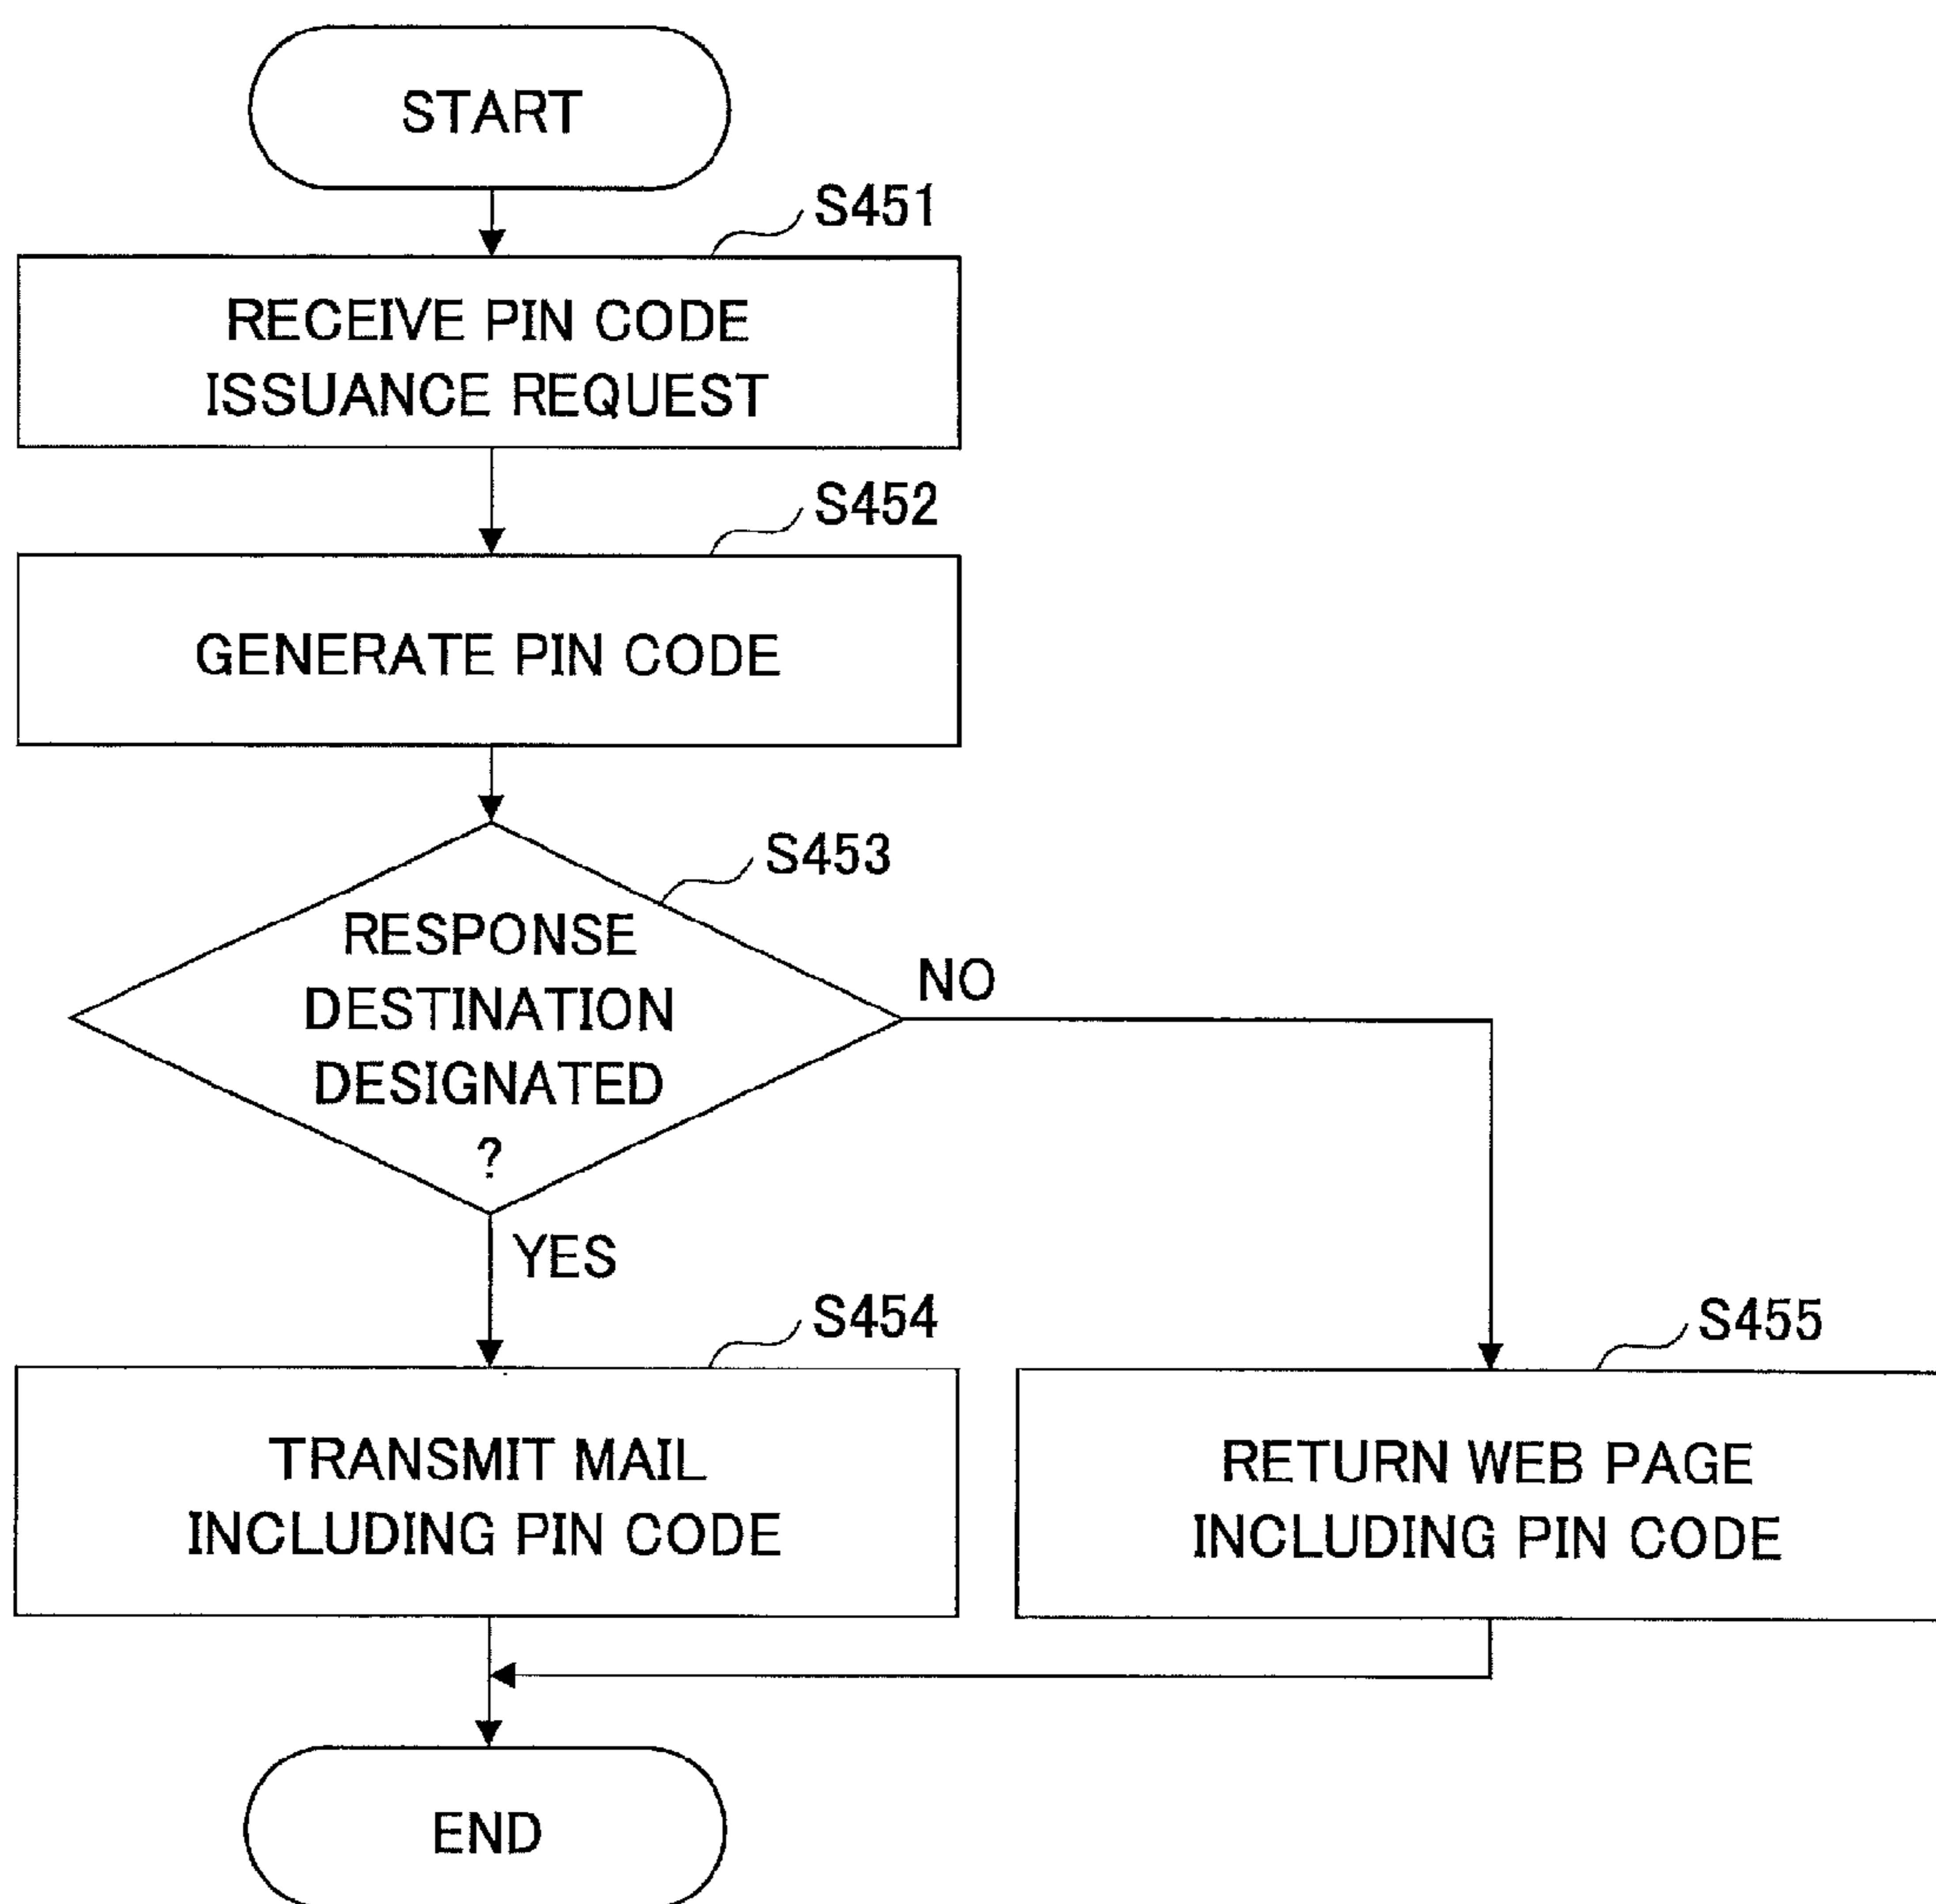 START
S451
RECEIVE PIN CODE
ISSUANCE REQUEST
S452
GENERATE PIN CODE
S453
RESPONSE
DESTINATION
DESIGNATED
?
NO
YES
S454
TRANSMIT MAIL
INCLUDING PIN CODE
S455
RETURN WEB PAGE
INCLUDING PIN CODE
END